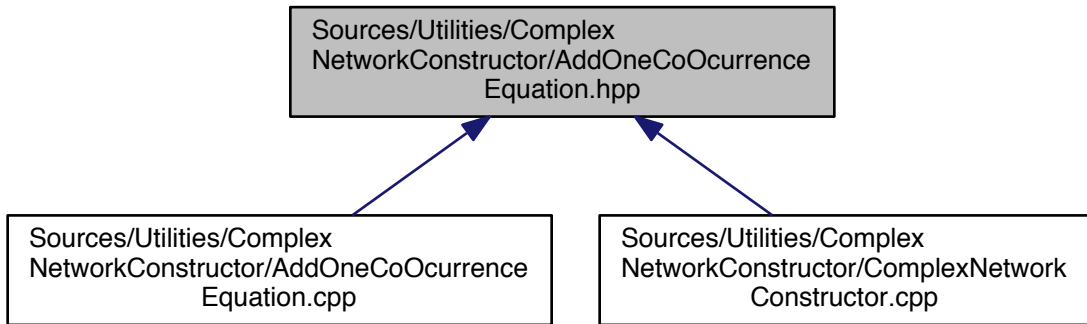 Sources/Utilities/Complex
NetworkConstructor/AddOneCoOcurrence
Equation.hpp
Sources/Utilities/Complex
NetworkConstructor/AddOneCoOcurrence
Equation.cpp
Sources/Utilities/Complex
NetworkConstructor/ComplexNetwork
Constructor.cpp